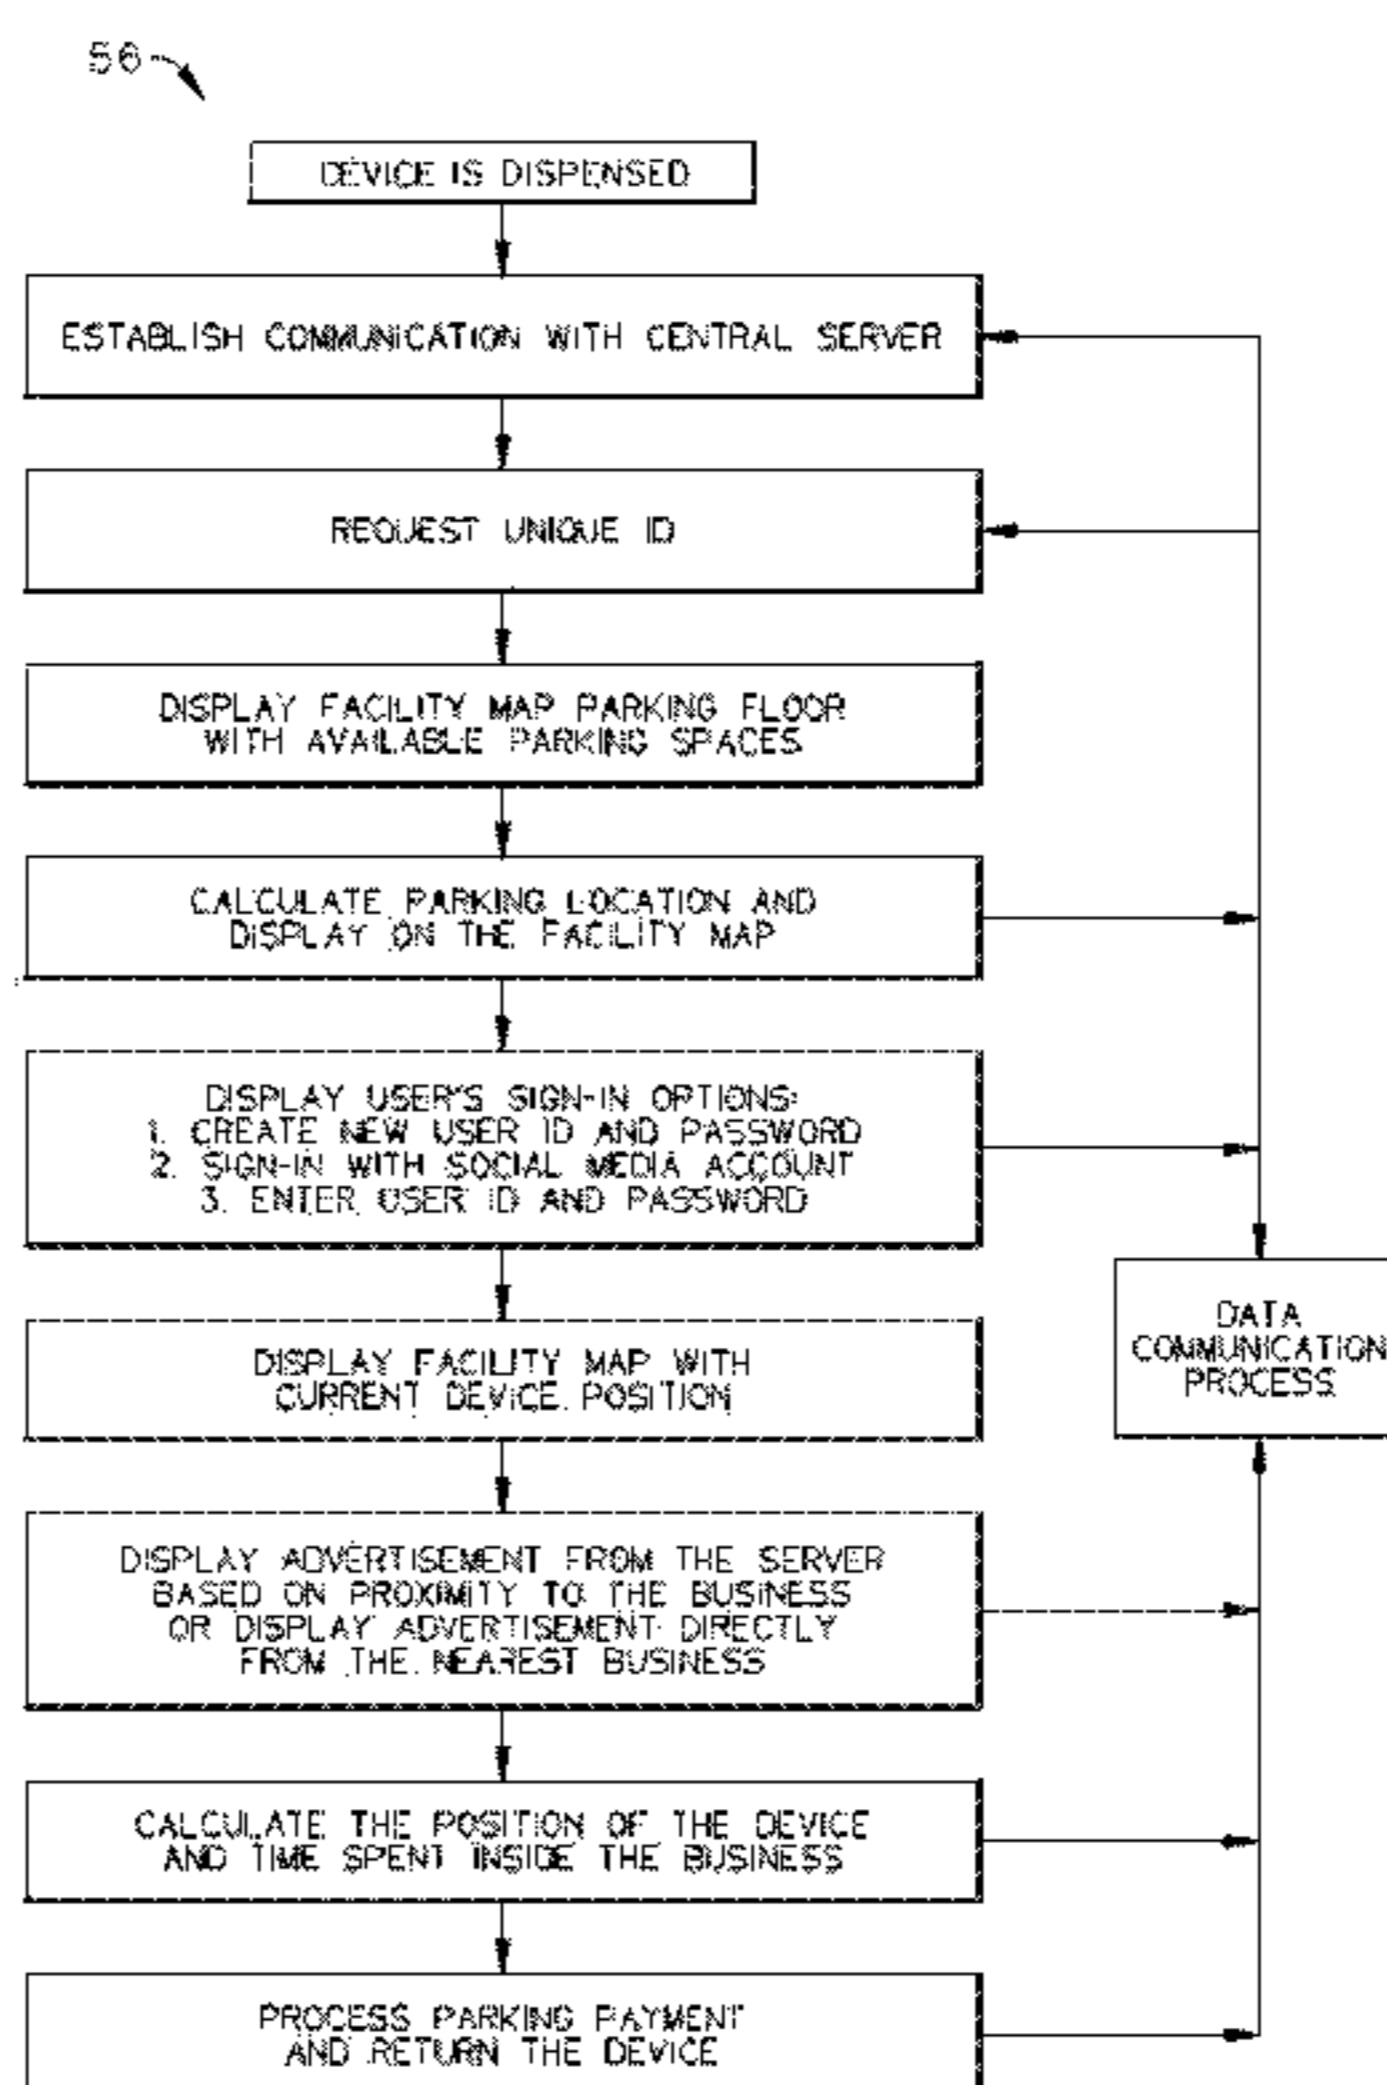 56
DEVICE IS DISPENSED
ESTABLISH COMMUNICATION WITH CENTRAL SERVER
REQUEST UNIQUE ID
DISPLAY FACILITY MAP PARKING FLOOR
WITH AVAILABLE PARKING SPACES
CALCULATE PARKING LOCATION AND
DISPLAY ON THE FACILITY MAP
DISPLAY USER'S SIGN-IN OPTIONS:
1. CREATE NEW USER ID AND PASSWORD
2. SIGN-IN WITH SOCIAL MEDIA ACCOUNT
3. ENTER USER ID AND PASSWORD
DISPLAY FACILITY MAP WITH
CURRENT DEVICE POSITION
DATA
COMMUNICATION
PROCESS
DISPLAY ADVERTISEMENT FROM THE SERVER
BASED ON PROXIMITY TO THE BUSINESS
OR DISPLAY ADVERTISEMENT DIRECTLY
FROM THE NEAREST BUSINESS
CALCULATE THE POSITION OF THE DEVICE
AND TIME SPENT INSIDE THE BUSINESS
PROCESS PARKING PAYMENT
AND RETURN THE DEVICE